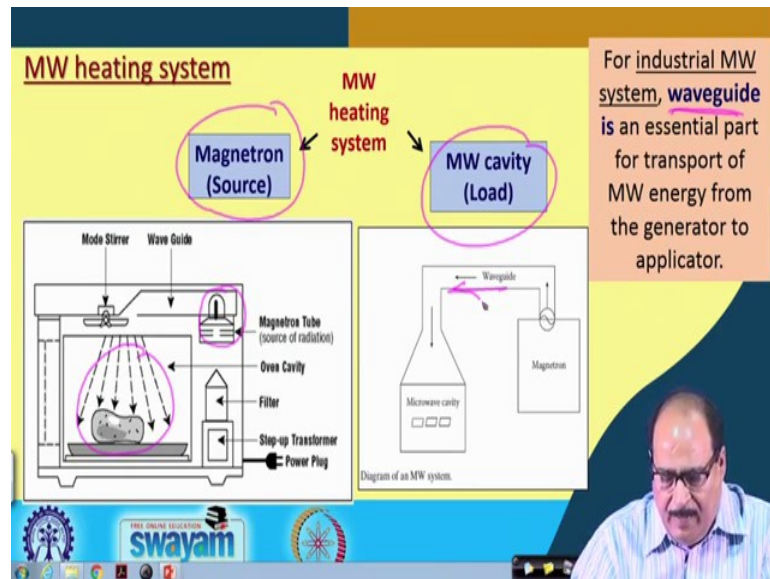 MW heating system
MW
heating
system
Magnetron
(Source)
MW cavity
(Load)
For industrial MW
system, waveguide
is an essential part
for transport of
MW energy from
the generator to
applicator.
Mode Stirrer
Wave Guide
Magnetron Tube
(source of radiation)
Oven Cavity
Filter
Step-up Transformer
Power Plug
Waveguide
Magnetron
Microwave cavity
Diagram of an MW system.
FREE ONLINE EDUCATION
swayam